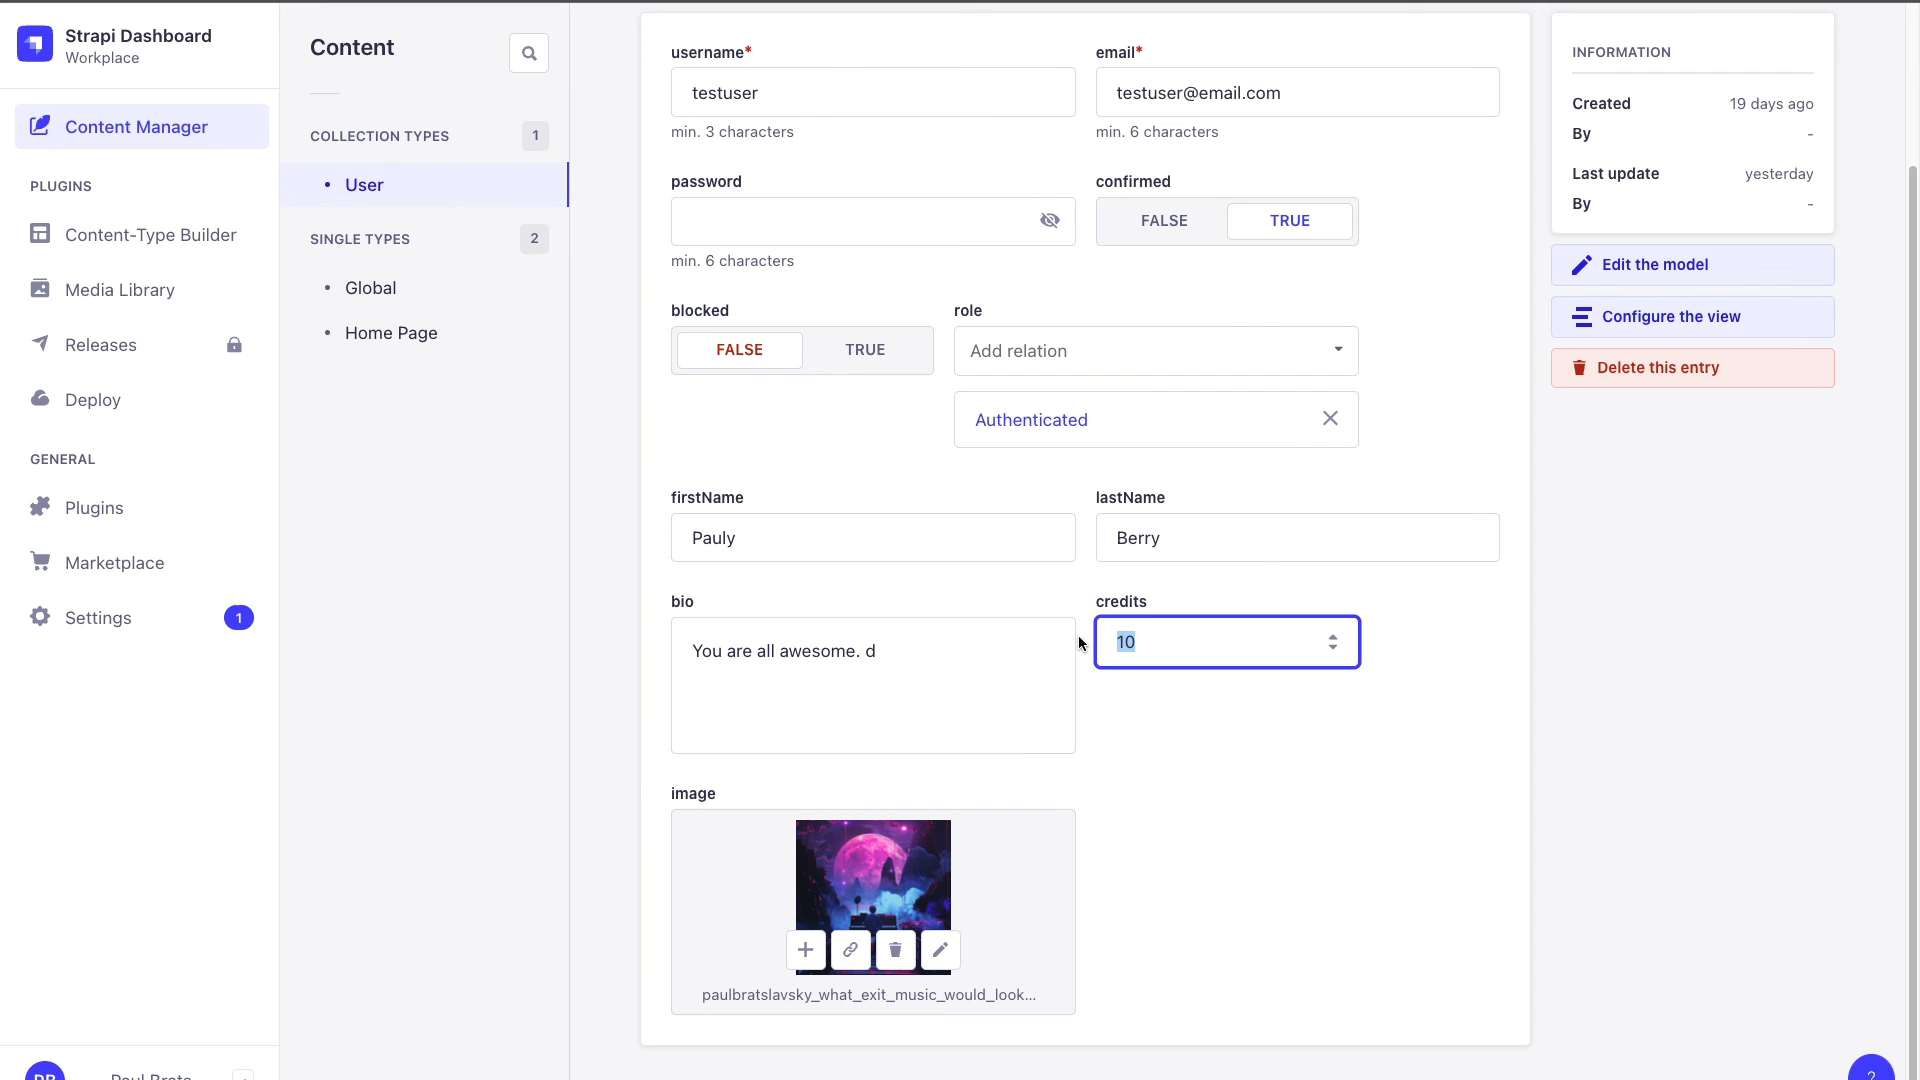 Strapi Dashboard
Workplace
Content Manager
PLUGINS
Content-Type Builder
Media Library
Releases
Deploy
GENERAL
Plugins
Marketplace
Settings
1
Content
COLLECTION TYPES
1
User
SINGLE TYPES
2
Global
Home Page
username*
testuser
min. 3 characters
email*
testuser@email.com
min. 6 characters
password
min. 6 characters
confirmed
FALSE
TRUE
blocked
FALSE
TRUE
role
Add relation
Authenticated
firstName
Pauly
lastName
Berry
bio
You are all awesome. d
credits
10
image
paulbratslavsky_what_exit_music_would_look...
INFORMATION
Created
19 days ago
By
-
Last update
yesterday
By
-
Edit the model
Configure the view
Delete this entry
?